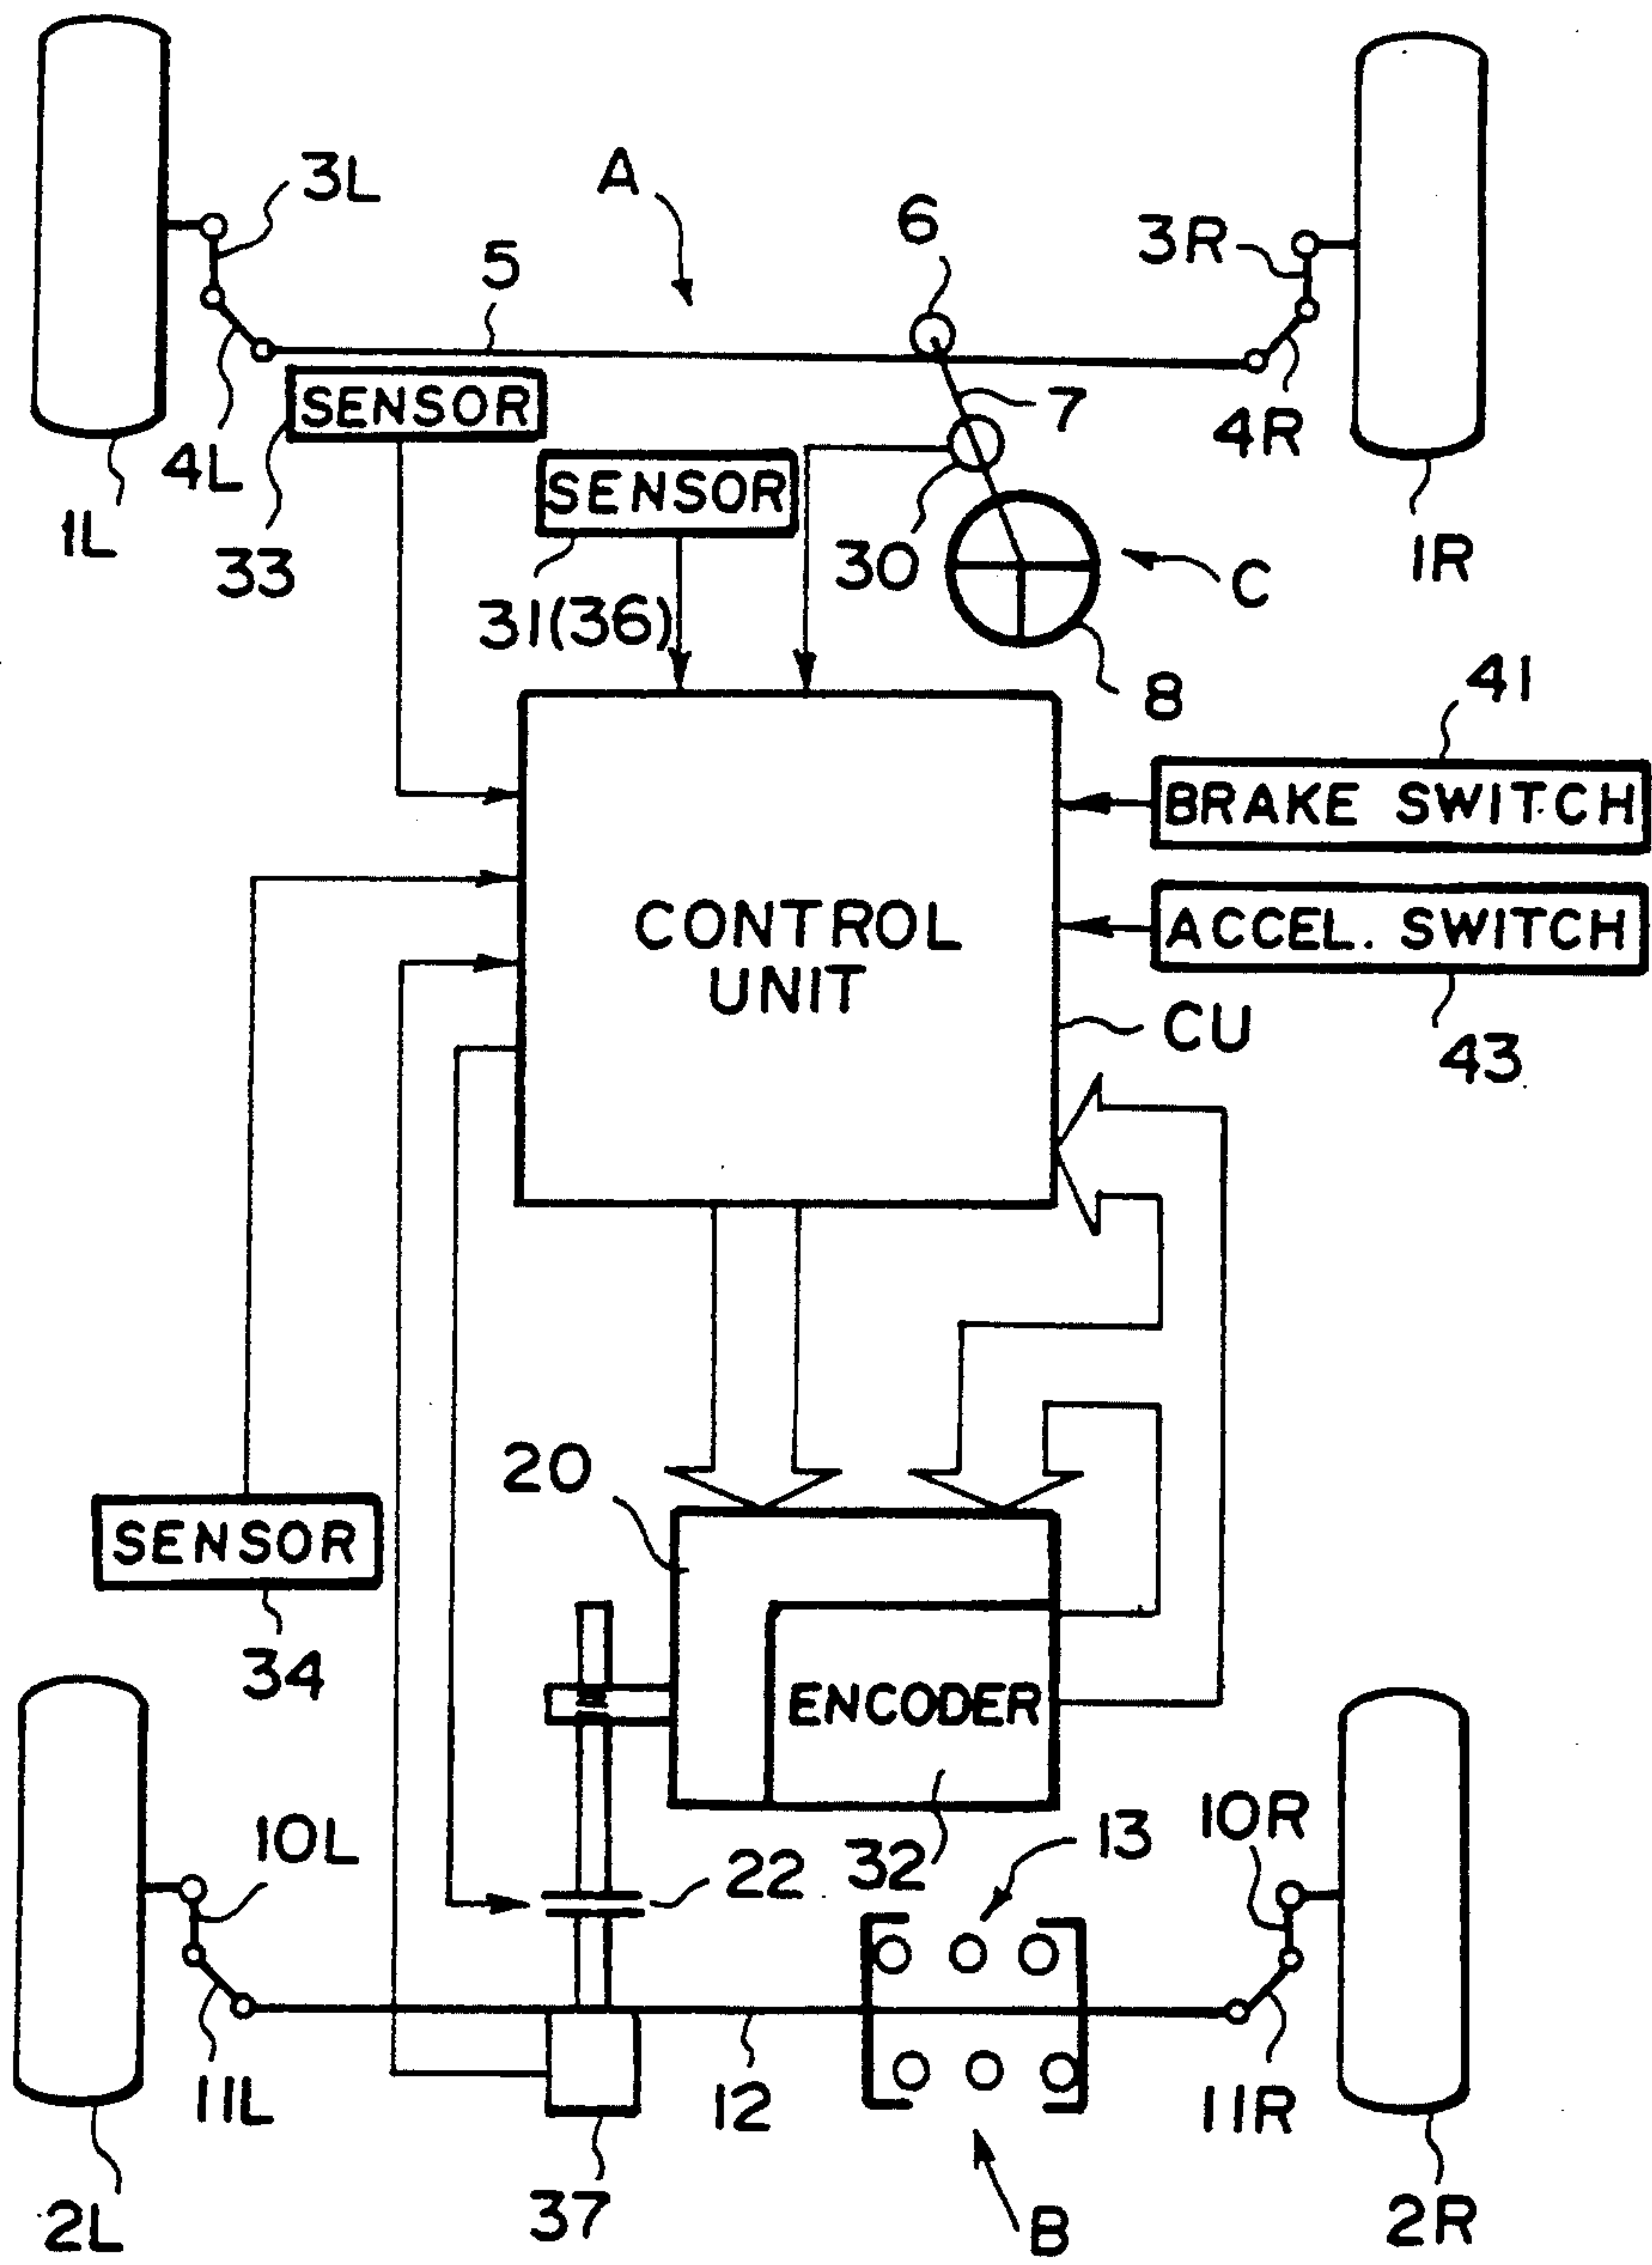 3L
A
6
3R
5
7
SENSOR
4R
4L
SENSOR
1L
33
30
C
1R
31(36)
8
41
BRAKE SWITCH
CONTROL
UNIT
ACCEL. SWITCH
CU
43
20
SENSOR
34
ENCODER
10L
22
32
13
10R
11L
12
11R
37
2L
B
2R